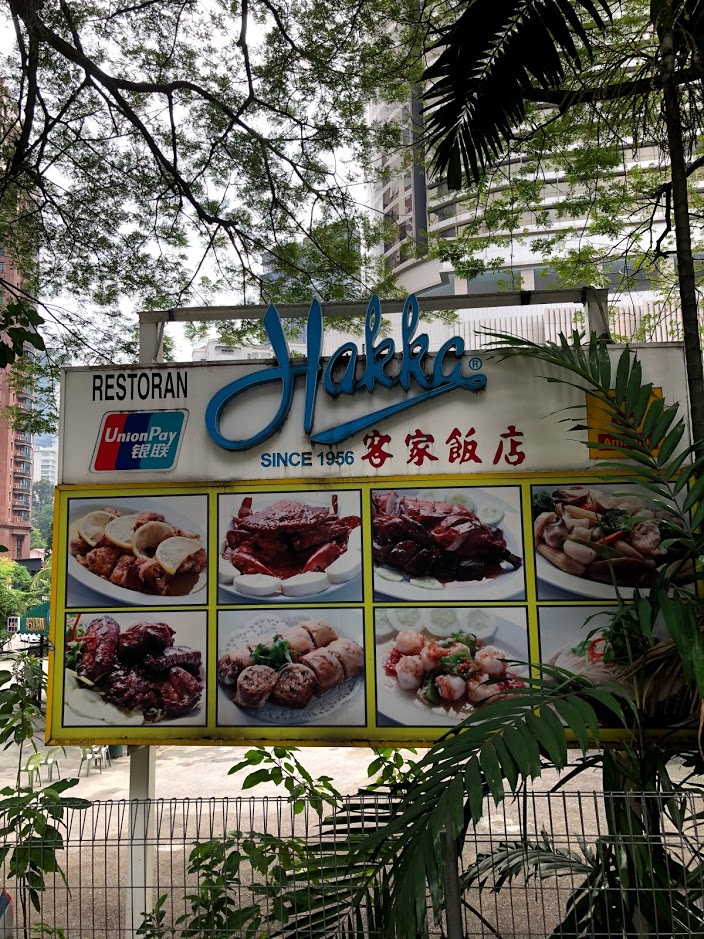 RESTORAN
Hakka®
UnionPay
银联
SINCE 1956 客家飯店